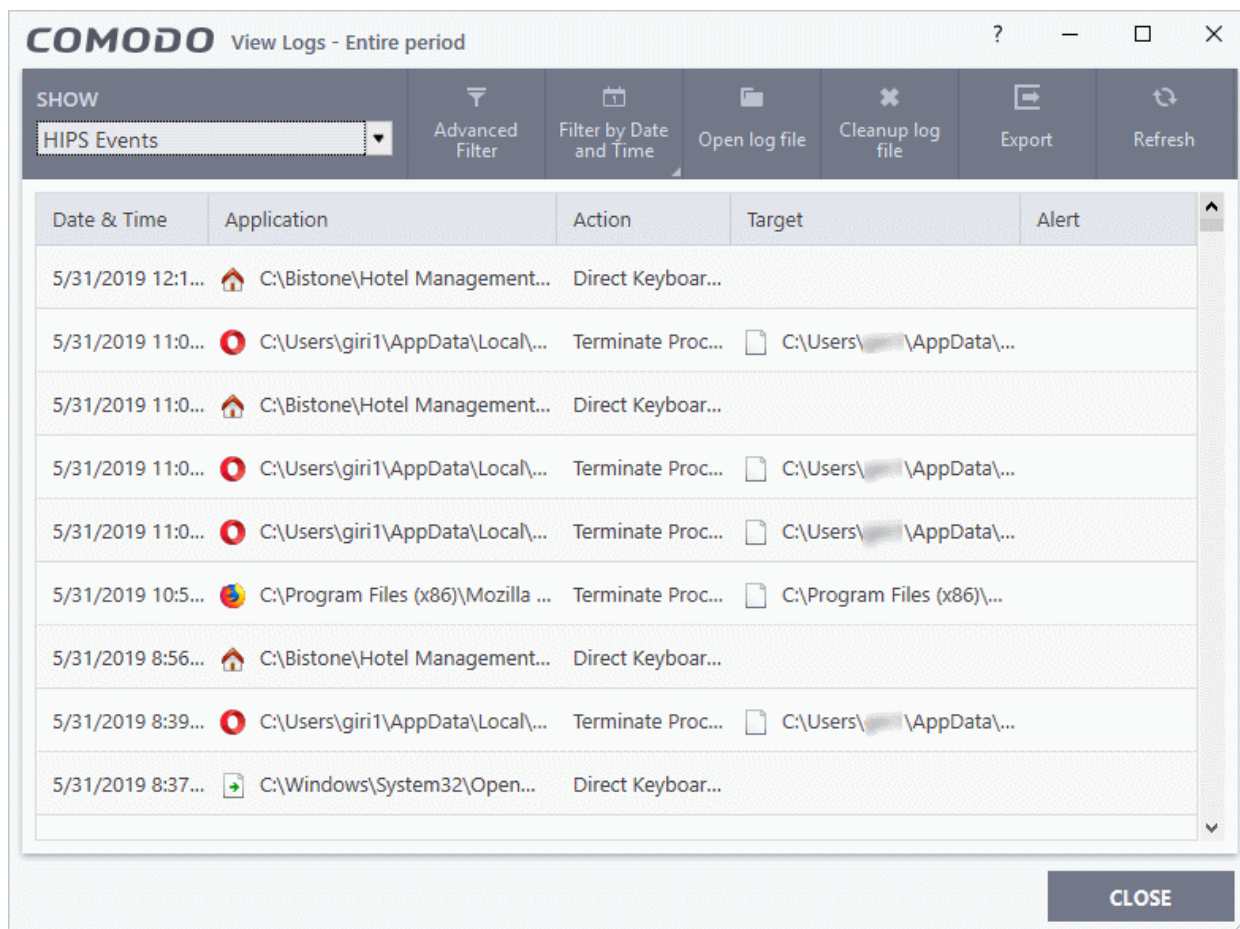 COMODO View Logs - Entire period ?
SHOW
HIPS Events
Advanced
Filter
Filter by Date
and Time
Open log file
Cleanup log
file
Export
Refresh
Date & Time Application Action Target Alert
5/31/2019 12:1... C:\Bistone\Hotel Management... Direct Keyboar...
5/31/2019 11:0... C:\Users\giri1\AppData\Local\... Terminate Proc... C:\Users\ \AppData\...
5/31/2019 11:0... C:\Bistone\Hotel Management... Direct Keyboar...
5/31/2019 11:0... C:\Users\giri1\AppData\Local\... Terminate Proc... C:\Users\ \AppData\...
5/31/2019 11:0... C:\Users\giri1\AppData\Local\... Terminate Proc... C:\Users\ \AppData\...
5/31/2019 10:5... C:\Program Files (x86)\Mozilla ... Terminate Proc... C:\Program Files (x86)\...
5/31/2019 8:56... C:\Bistone\Hotel Management... Direct Keyboar...
5/31/2019 8:39... C:\Users\giri1\AppData\Local\... Terminate Proc... C:\Users\ \AppData\...
5/31/2019 8:37... C:\Windows\System32\Open... Direct Keyboar...
CLOSE